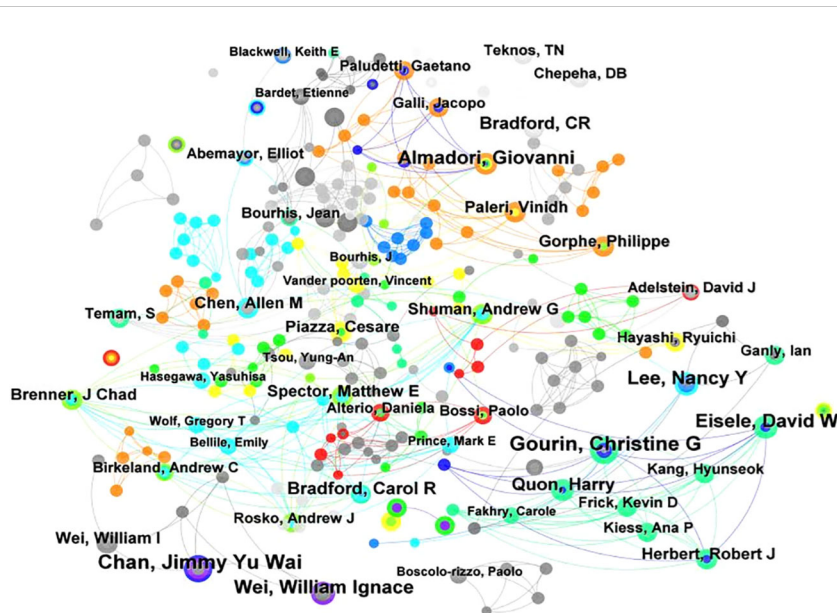 Blackwell, Keith E
Teknos, TN
Paludetti, Gaetano
Chepeha, DB
Bardet, Etienne
Galli, Jacopo
Bradford, CR
Abemayor, Elliot
Almadori, Giovanni
Bourhis, Jean
Paleri, Vinidh
Gorphe, Philippe
Bourhis, J
Vander poorten, Vincent
Adelstein, David J
Chen, Allen M
Temam, S
Shuman, Andrew G
Piazza, Cesare
Hayashi, Ryuichi
Ganly, Ian
Tsou, Yung-An
Hasegawa, Yasuhisa
Lee, Nancy Y
Brenner, J Chad
Spector, Matthew E
Alterio, Daniela
Bossi, Paolo
Wolf, Gregory T
Eisele, David W
Bellile, Emily
Prince, Mark E
Gourin, Christine G
Birkeland, Andrew C
Kang, Hyunseok
Bradford, Carol R
Quon, Harry
Frick, Kevin D
Rosko, Andrew J
Fakhry, Carole
Kiess, Ana P
Wei, William I
Herbert, Robert J
Chan, Jimmy Yu Wai
Boscolo-rizzo, Paolo
Wei, William Ignace